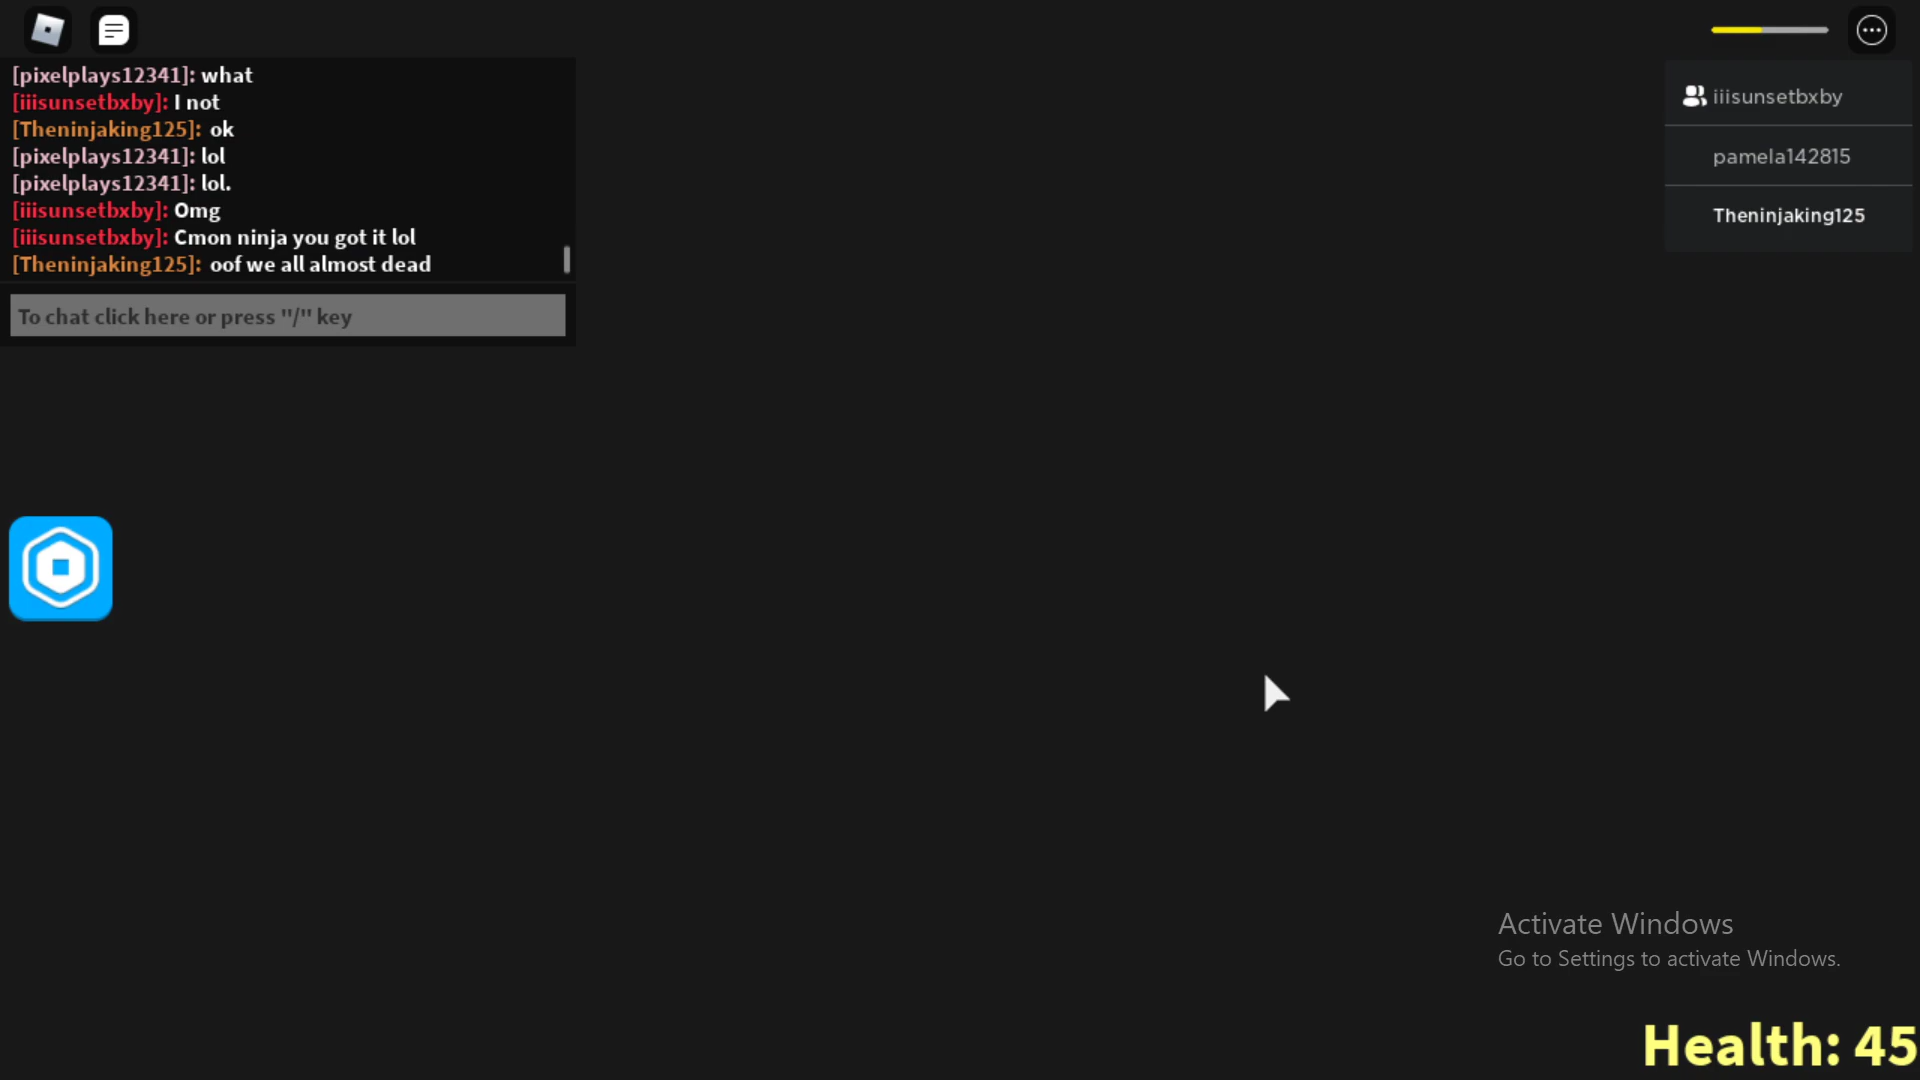 [pixelplays12341]: what
[iiisunsetbxby]: I not
[Theninjaking125]: ok
[pixelplays12341]: lol
[pixelplays12341]: lol.
[iiisunsetbxby]: Omg
[iiisunsetbxby]: Cmon ninja you got it lol
[Theninjaking125]: oof we all almost dead
To chat click here or press "/" key
iiisunsetbxby
pamela142815
Theninjaking125
Activate Windows
Go to Settings to activate Windows.
Health: 45